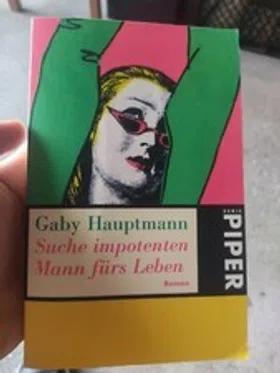 Gaby Hauptmann
Suche impotenten
Mann fürs Leben
Roman
SERIE
PIPER